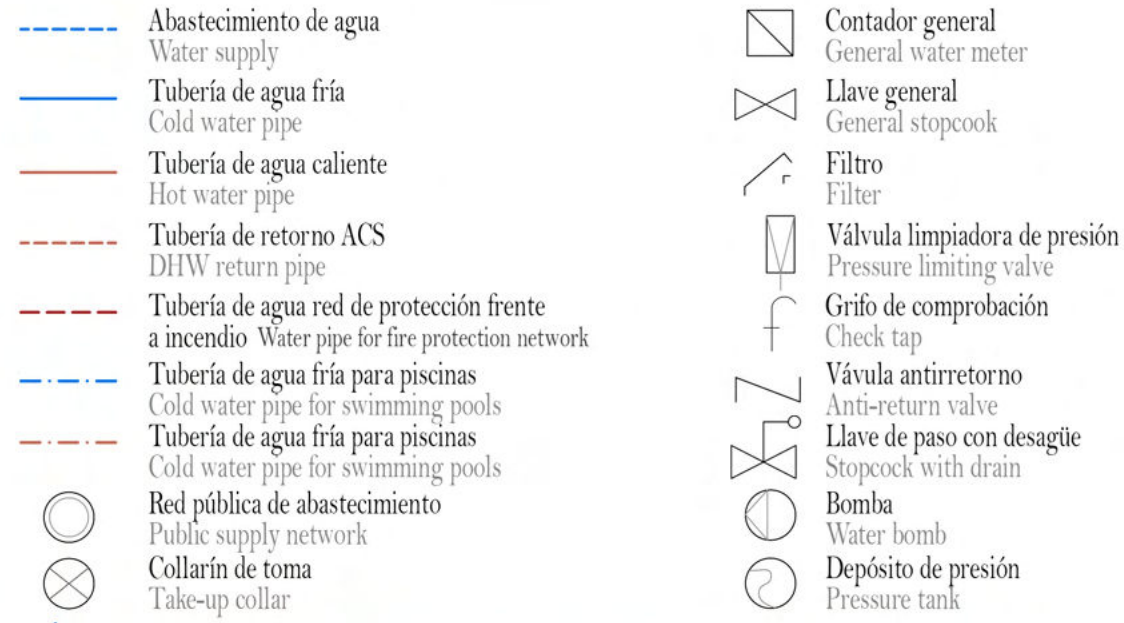 Abastecimiento de agua
Water supply
Tubería de agua fría
Cold water pipe
Tubería de agua caliente
Hot water pipe
Tubería de retorno ACS
DHW return pipe
Tubería de agua red de protección frente
a incendio Water pipe for fire protection network
Tubería de agua fría para piscinas
Cold water pipe for swimming pools
Tubería de agua fría para piscinas
Cold water pipe for swimming pools
Red pública de abastecimiento
Public supply network
Collarín de toma
Take-up collar
Contador general
General water meter
Llave general
General stopcook
Filtro
Filter
Válvula limpiadora de presión
Pressure limiting valve
Grifo de comprobación
Check tap
Vávula antirretorno
Anti-return valve
Llave de paso con desagüe
Stopcock with drain
Bomba
Water bomb
Depósito de presión
Pressure tank